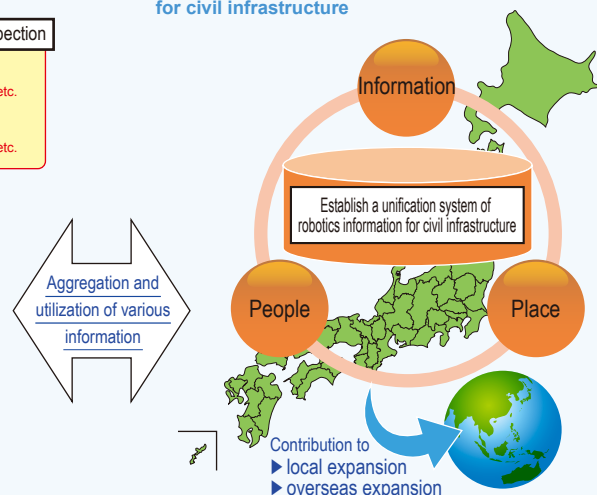 for civil infrastructure
etc.
etc.
Information
Establish a unification system of
robotics information for civil infrastructure
Aggregation and
utilization of various
information
People
Place
Contribution to
▶ local expansion
▶ overseas expansion